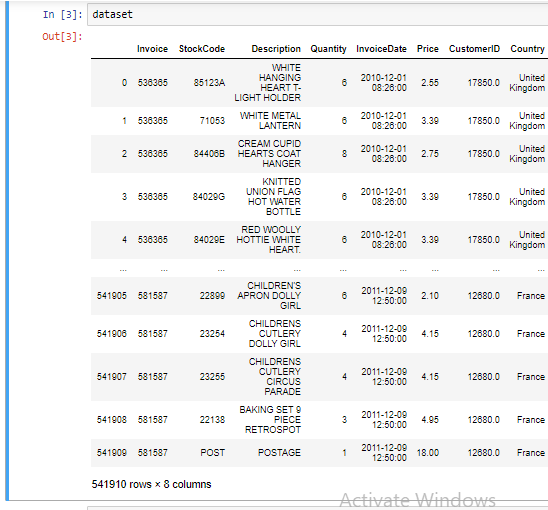 In [3]: dataset
Out[3]:
Invoice StockCode Description Quantity InvoiceDate Price CustomerID Country
0 536365 85123A WHITE HANGING HEART T-LIGHT HOLDER 6 2010-12-01 08:26:00 2.55 17850.0 United Kingdom
1 536365 71053 WHITE METAL LANTERN 6 2010-12-01 08:26:00 3.39 17850.0 United Kingdom
2 536365 84406B CREAM CUPID HEARTS COAT HANGER 8 2010-12-01 08:26:00 2.75 17850.0 United Kingdom
3 536365 84029G KNITTED UNION FLAG HOT WATER BOTTLE 6 2010-12-01 08:26:00 3.39 17850.0 United Kingdom
4 536365 84029E RED WOOLLY HOTTIE WHITE HEART. 6 2010-12-01 08:26:00 3.39 17850.0 United Kingdom
... ... ... ... ... ... ... ... ...
541905 581587 22899 CHILDREN'S APRON DOLLY GIRL 6 2011-12-09 12:50:00 2.10 12680.0 France
541906 581587 23254 CHILDRENS CUTLERY DOLLY GIRL 4 2011-12-09 12:50:00 4.15 12680.0 France
541907 581587 23255 CHILDRENS CUTLERY CIRCUS PARADE 4 2011-12-09 12:50:00 4.15 12680.0 France
541908 581587 22138 BAKING SET 9 PIECE RETROSPOT 3 2011-12-09 12:50:00 4.95 12680.0 France
541909 581587 POST POSTAGE 1 2011-12-09 12:50:00 18.00 12680.0 France
541910 rows × 8 columns
Activate Windows